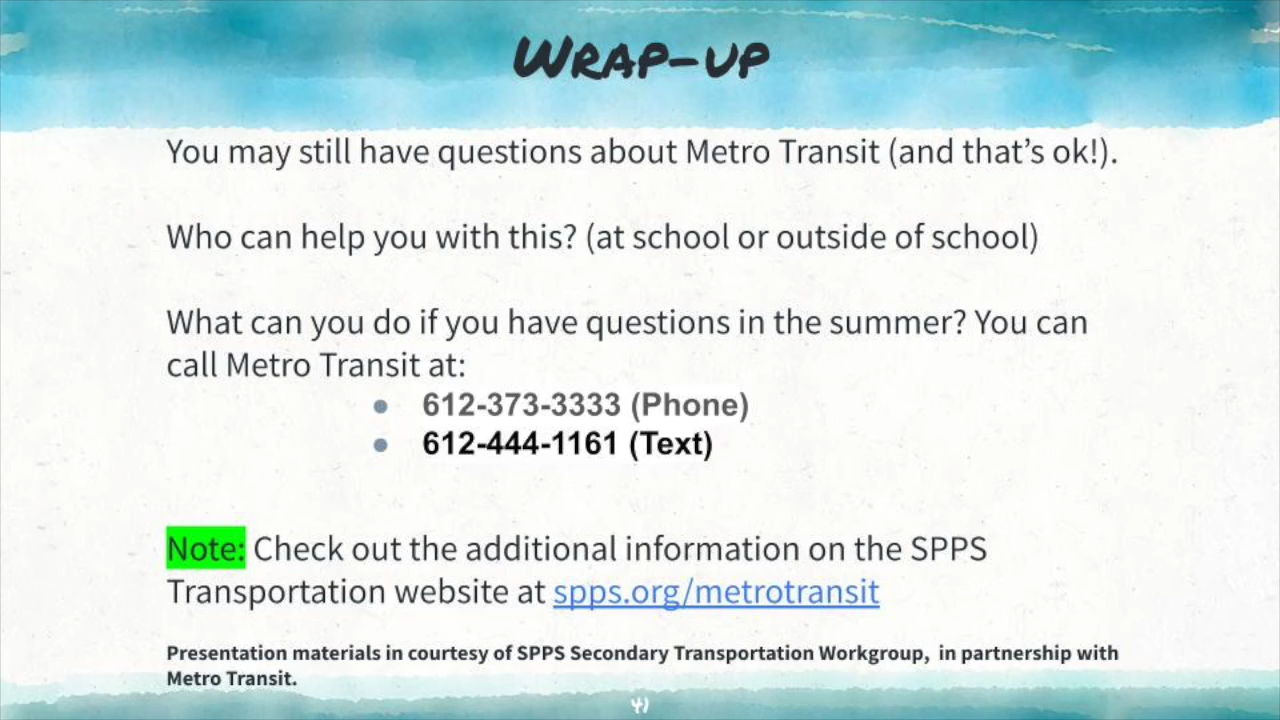 Wrap-up
You may still have questions about Metro Transit (and that's ok!).
Who can help you with this? (at school or outside of school)
What can you do if you have questions in the summer? You can
call Metro Transit at:
● 612-373-3333 (Phone)
● 612-444-1161 (Text)
Note: Check out the additional information on the SPPS
Transportation website at spps.org/metrotransit
Presentation materials in courtesy of SPPS Secondary Transportation Workgroup, in partnership with
Metro Transit.